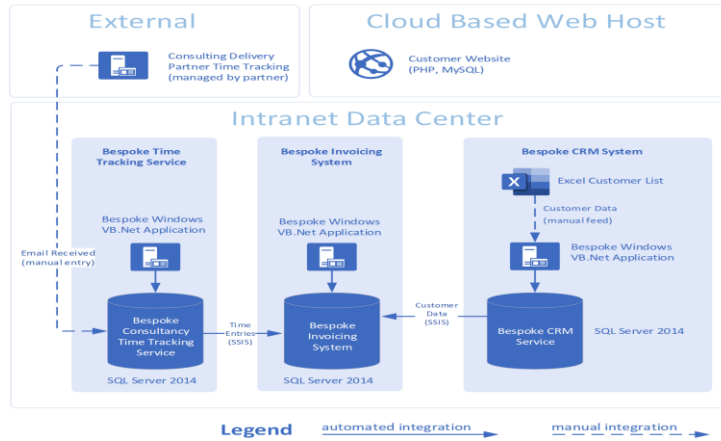 External
Consulting Delivery
Partner Time Tracking
(managed by partner)
Cloud Based Web Host
Customer Website
(PHP, MySQL)
Intranet Data Center
Bespoke Time
Tracking Service
Bespoke Windows
VB.Net Application
Email Received
(manual entry)
Bespoke
Consultancy
Time Tracking
Service
SQL Server 2014
Time
Entries
(SSIS)
Bespoke Invoicing
System
Bespoke Windows
VB.Net Application
Bespoke
Invoicing
System
SQL Server 2014
Customer
Data
(SSIS)
Bespoke CRM System
X
Excel Customer List
Customer Data
(manual feed)
Bespoke Windows
VB.Net Application
Bespoke CRM
Service
SQL Server 2014
Legend
automated integration
manual integration